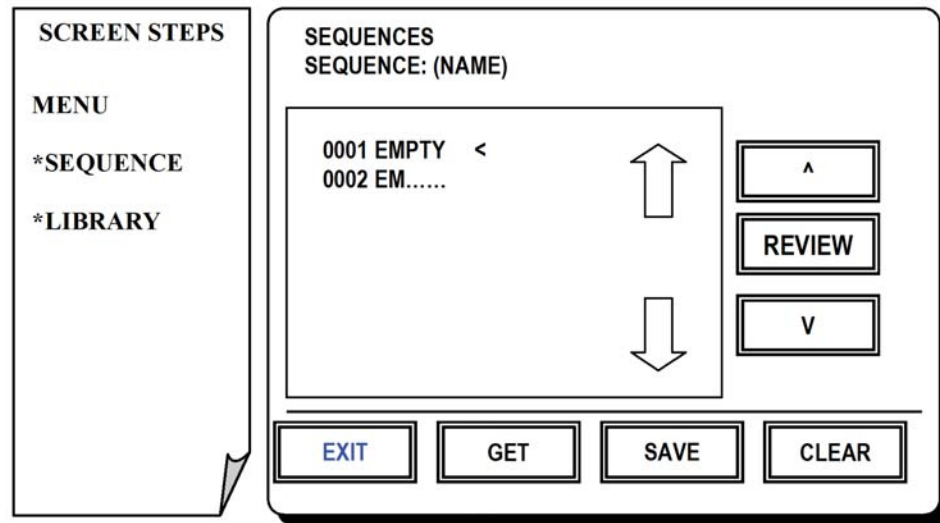 SCREEN STEPS
MENU
*SEQUENCE
*LIBRARY
SEQUENCES
SEQUENCE: (NAME)
0001 EMPTY <
0002 EM......
^
REVIEW
V
EXIT
GET
SAVE
CLEAR